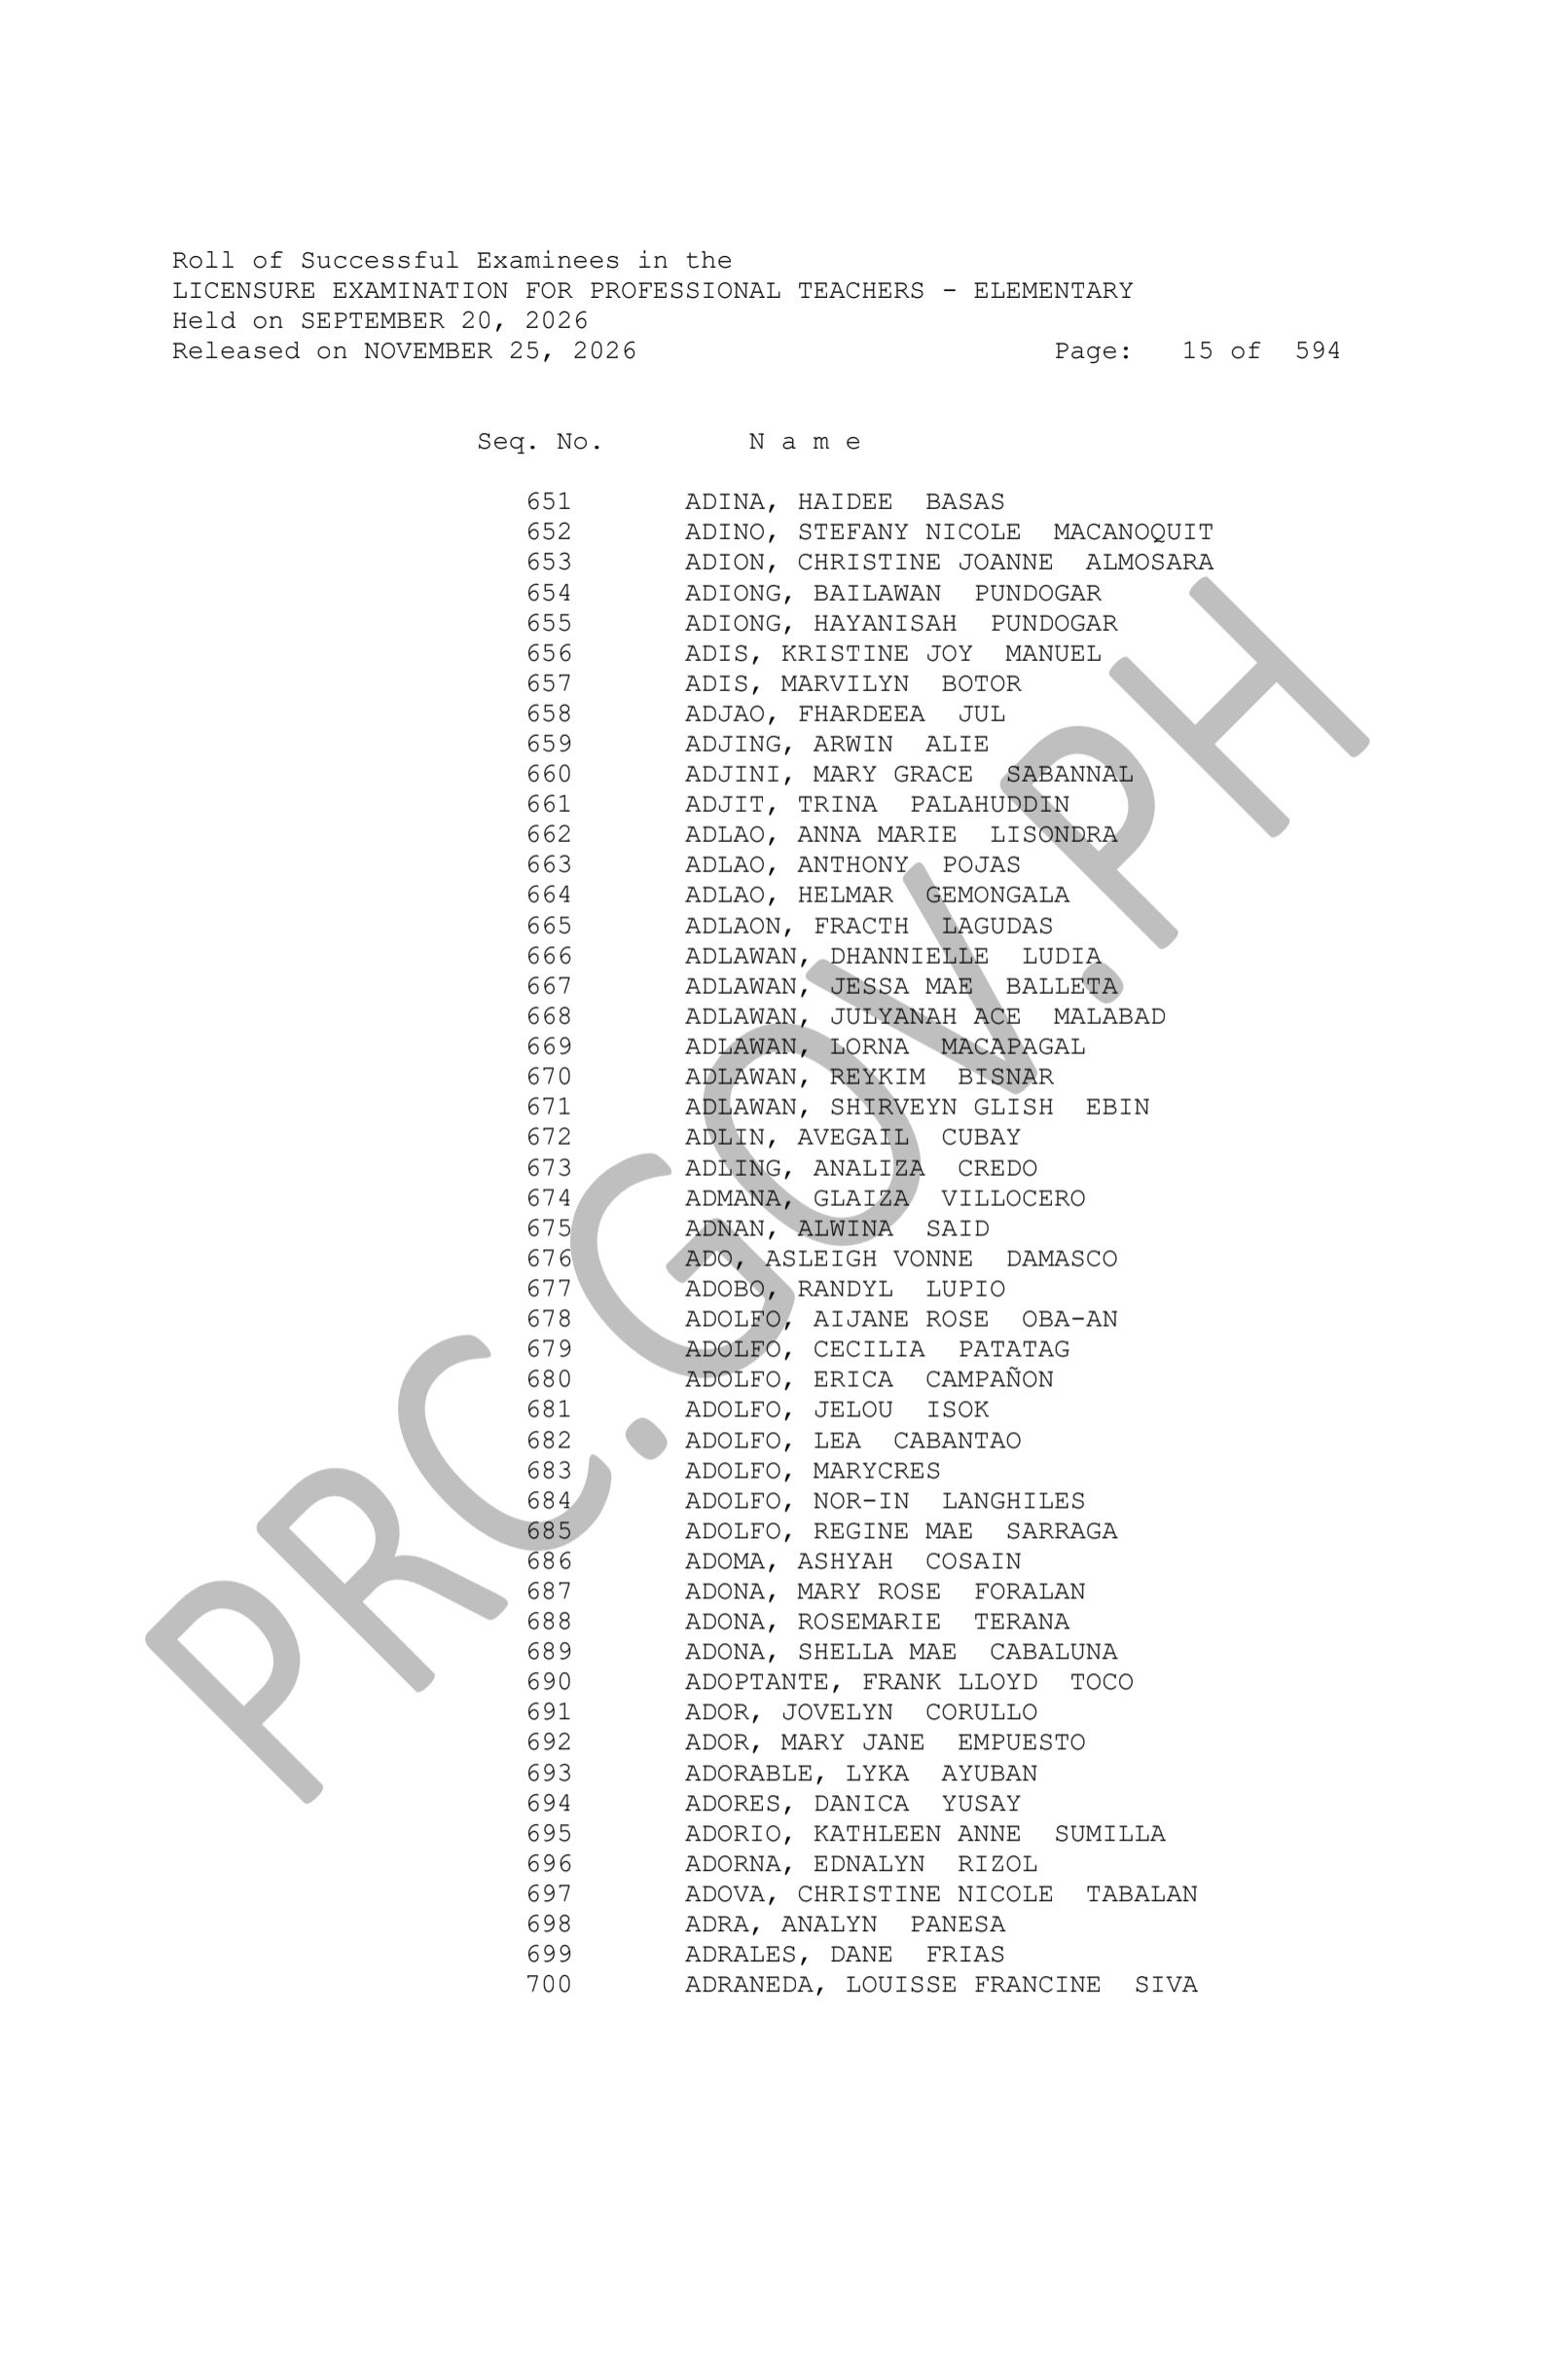 Roll of Successful Examinees in the
LICENSURE EXAMINATION FOR PROFESSIONAL TEACHERS - ELEMENTARY
Held on SEPTEMBER 20, 2026
Released on NOVEMBER 25, 2026 Page: 15 of 594
Seq. No. N a m e
651 ADINA, HAIDEE BASAS
652 ADINO, STEFANY NICOLE MACANOQUIT
653 ADION, CHRISTINE JOANNE ALMOSARA
654 ADIONG, BAILAWAN PUNDOGAR
655 ADIONG, HAYANISAH PUNDOGAR
656 ADIS, KRISTINE JOY MANUEL
657 ADIS, MARVILYN BOTOR
658 ADJAO, FHARDEEA JUL
659 ADJING, ARWIN ALIE
660 ADJINI, MARY GRACE SABANNAL
661 ADJIT, TRINA PALAHUDDIN
662 ADLAO, ANNA MARIE LISONDRA
663 ADLAO, ANTHONY POJAS
664 ADLAO, HELMAR GEMONGALA
665 ADLAON, FRACTH LAGUDAS
666 ADLAWAN, DHANNIELLE LUDIA
667 ADLAWAN, JESSA MAE BALLETA
668 ADLAWAN, JULYANAH ACE MALABAD
669 ADLAWAN, LORNA MACAPAGAL
670 ADLAWAN, REYKIM BISNAR
671 ADLAWAN, SHIRVEYN GLISH EBIN
672 ADLIN, AVEGAIL CUBAY
673 ADLING, ANALIZA CREDO
674 ADMANA, GLAIZA VILLOCERO
675 ADNAN, ALWINA SAID
676 ADO, ASLEIGH VONNE DAMASCO
677 ADOBO, RANDYL LUPIO
678 ADOLFO, AIJANE ROSE OBA-AN
679 ADOLFO, CECILIA PATATAG
680 ADOLFO, ERICA CAMPAÑON
681 ADOLFO, JELOU ISOK
682 ADOLFO, LEA CABANTAO
683 ADOLFO, MARYCRES
684 ADOLFO, NOR-IN LANGHILES
685 ADOLFO, REGINE MAE SARRAGA
686 ADOMA, ASHYAH COSAIN
687 ADONA, MARY ROSE FORALAN
688 ADONA, ROSEMARIE TERANA
689 ADONA, SHELLA MAE CABALUNA
690 ADOPTANTE, FRANK LLOYD TOCO
691 ADOR, JOVELYN CORULLO
692 ADOR, MARY JANE EMPUESTO
693 ADORABLE, LYKA AYUBAN
694 ADORES, DANICA YUSAY
695 ADORIO, KATHLEEN ANNE SUMILLA
696 ADORNA, EDNALYN RIZOL
697 ADOVA, CHRISTINE NICOLE TABALAN
698 ADRA, ANALYN PANESA
699 ADRALES, DANE FRIAS
700 ADRANEDA, LOUISSE FRANCINE SIVA
PRC.GOV.PH